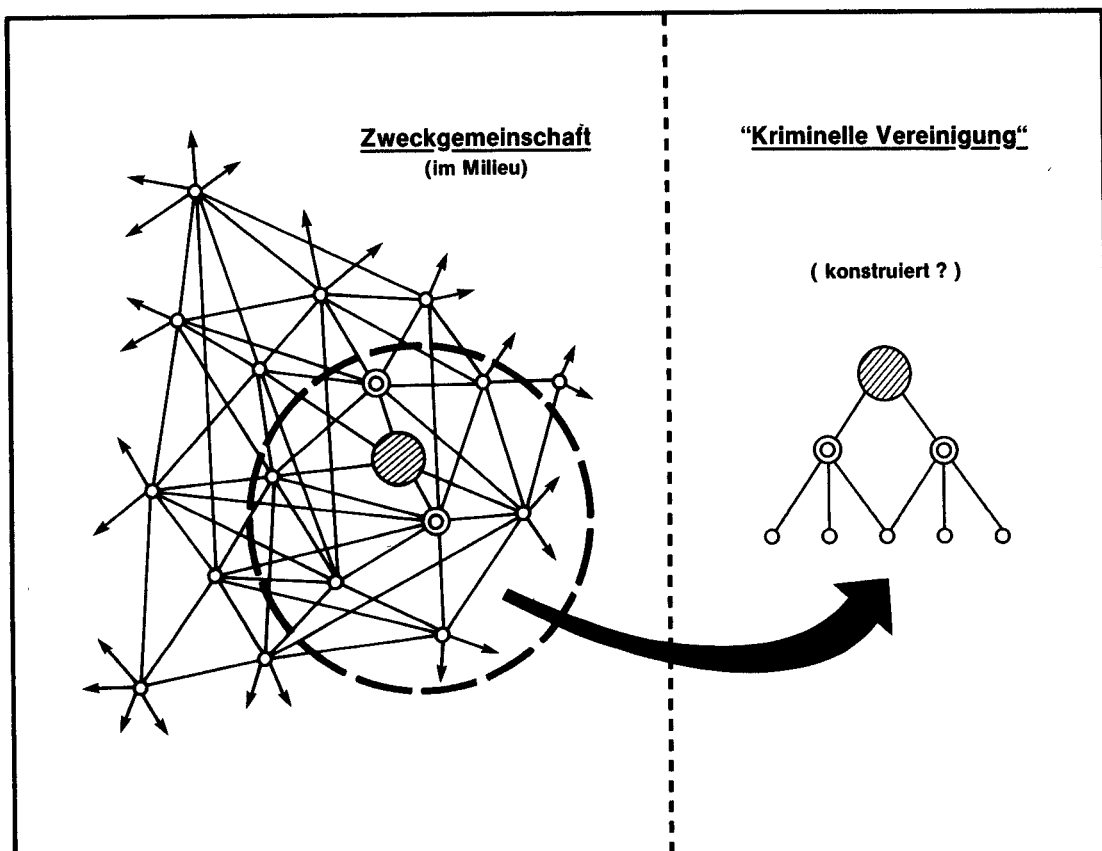 Zweckgemeinschaft
(im Milieu)
“Kriminelle Vereinigung“
( konstruiert ? )